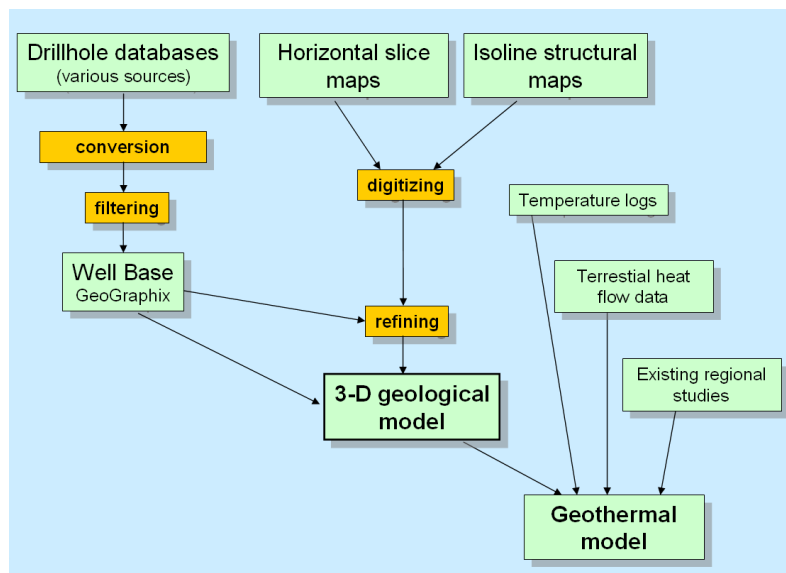 Drillhole databases
(various sources)
Horizontal slice
maps
Isoline structural
maps
conversion
digitizing
filtering
Temperature logs
Well Base
GeoGraphix
Terrestial heat
flow data
refining
Existing regional
studies
3-D geological
model
Geothermal
model